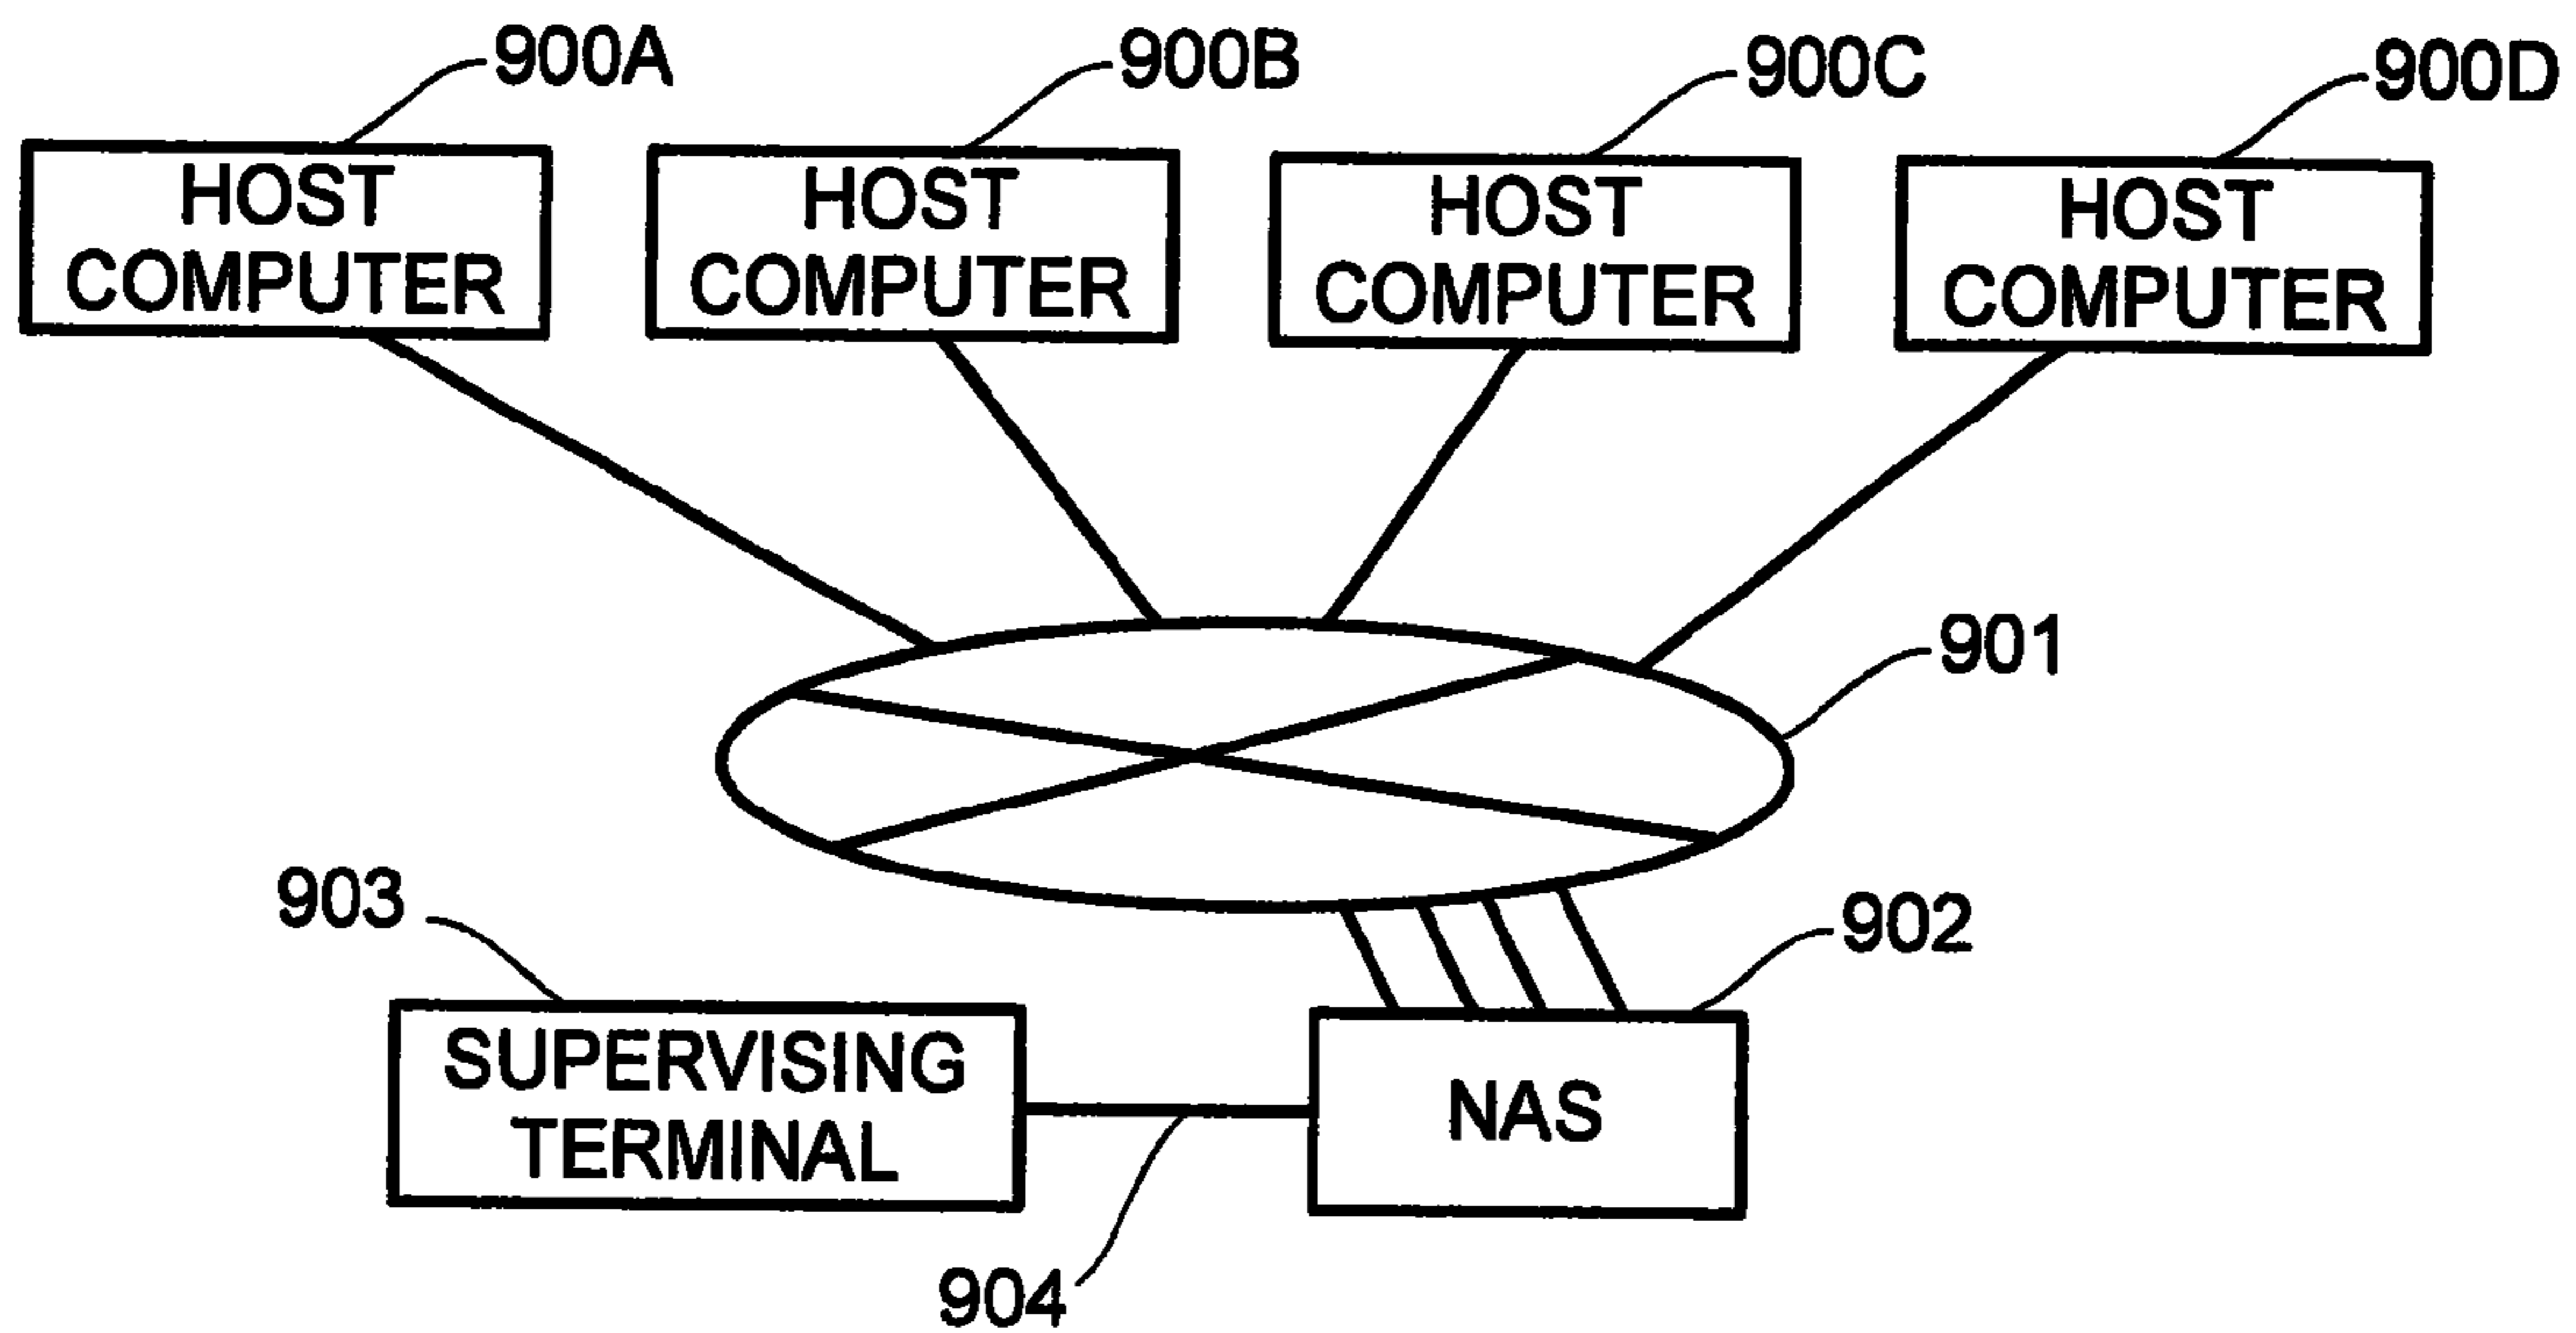 900A
900B
900C
900D
HOST
COMPUTER
HOST
COMPUTER
HOST
COMPUTER
HOST
COMPUTER
901
903
902
SUPERVISING
TERMINAL
NAS
904